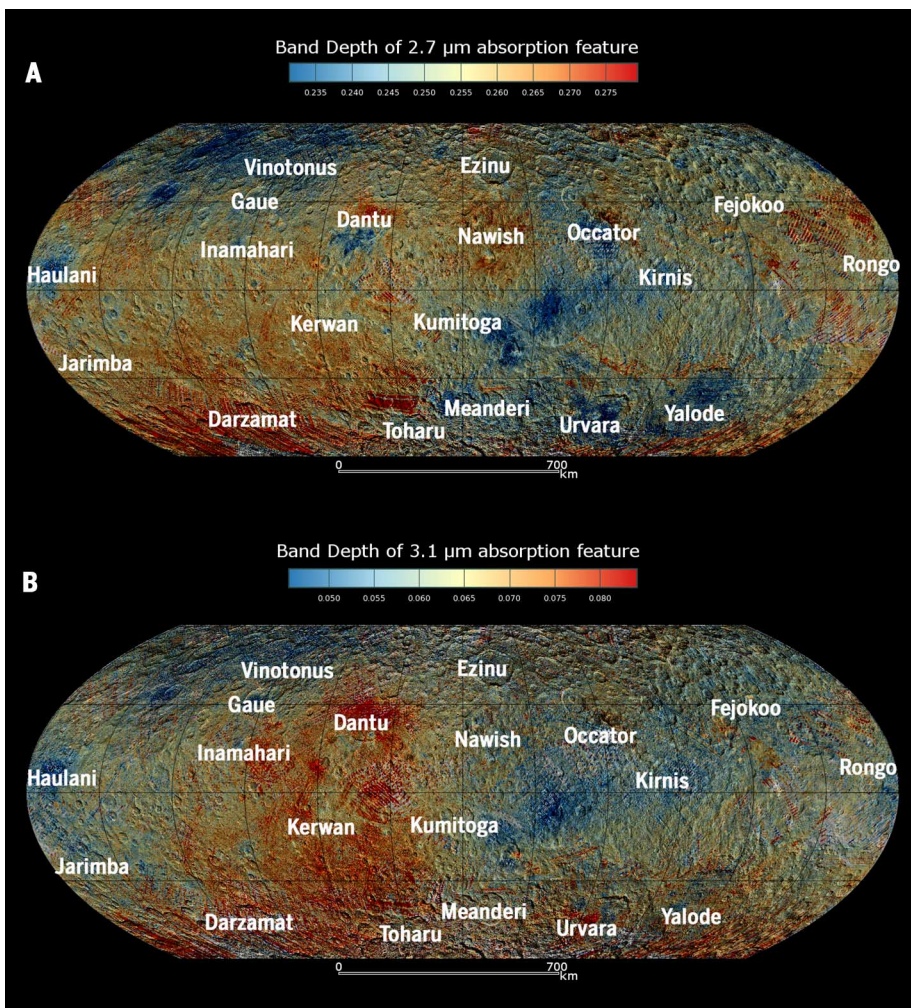 A
Band Depth of 2.7 µm absorption feature
0.235 0.240 0.245 0.250 0.255 0.260 0.265 0.270 0.275
Vinotonus Ezinu
Gaue Fejokoo
Dantu
Inamahari Nawish Occator
Haulani Kirnis Rongo
Kerwan Kumitoga
Jarimba
Darzamat Meanderi Yalode
Toharu Urvara
0 700
km
Band Depth of 3.1 µm absorption feature
B
0.050 0.055 0.060 0.065 0.070 0.075 0.080
Vinotonus Ezinu
Gaue Fejokoo
Dantu
Inamahari Nawish Occator
Haulani Kirnis Rongo
Kerwan Kumitoga
Jarimba
Darzamat Meanderi Yalode
Toharu Urvara
0 700
km